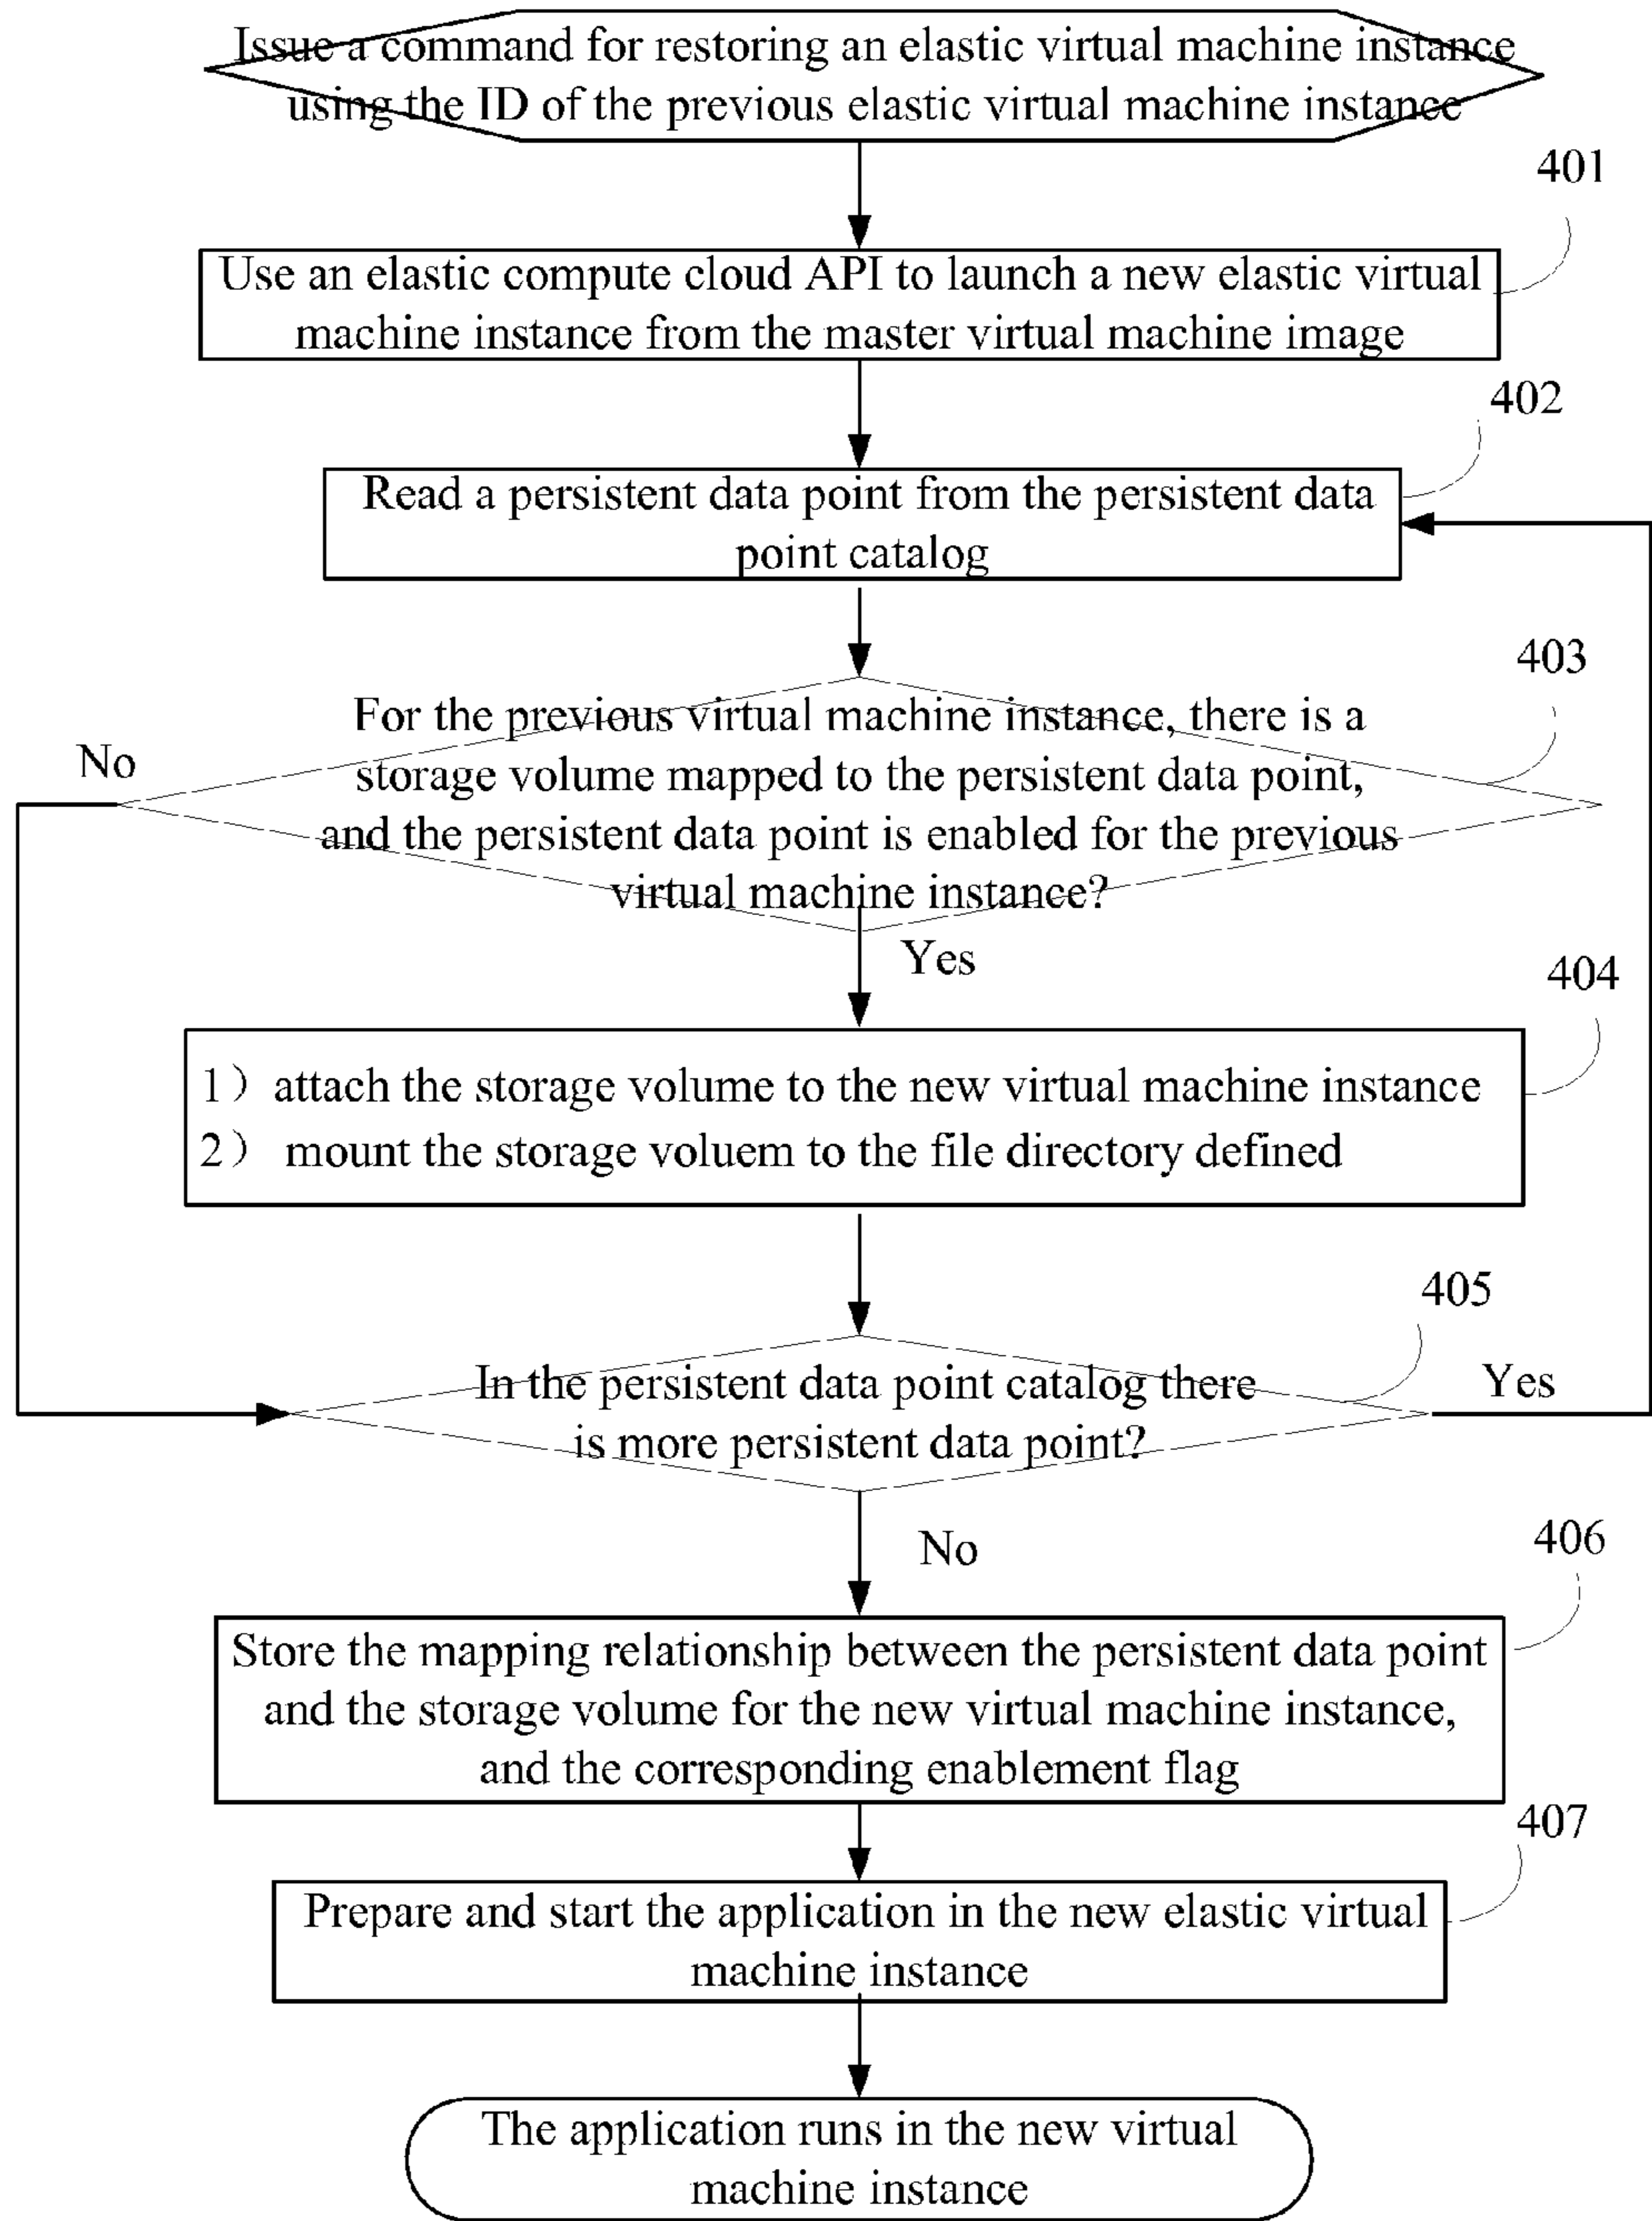 Issue a command for restoring an elastic virtual machine instance
using the ID of the previous elastic virtual machine instance
401
Use an elastic compute cloud API to launch a new elastic virtual
machine instance from the master virtual machine image
402
Read a persistent data point from the persistent data
point catalog
403
For the previous virtual machine instance, there is a
No
storage volume mapped to the persistent data point,
and the persistent data point is enabled for the previous
virtual machine instance?
Yes
404
1） attach the storage volume to the new virtual machine instance
2） mount the storage voluem to the file directory defined
405
In the persistent data point catalog there
Yes
is more persistent data point?
No
406
Store the mapping relationship between the persistent data point
and the storage volume for the new virtual machine instance,
and the corresponding enablement flag
407
Prepare and start the application in the new elastic virtual
machine instance
The application runs in the new virtual
machine instance